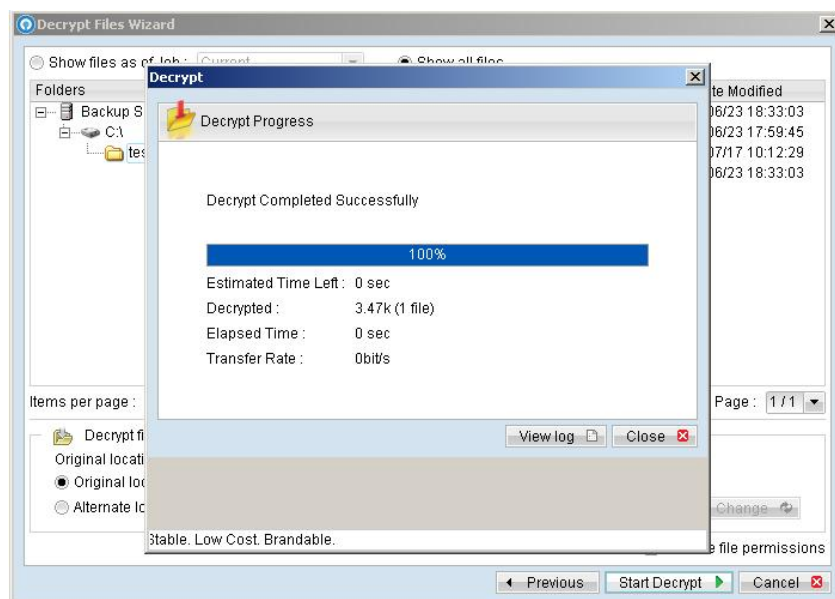 Decrypt Files Wizard
Show files as of Job : Current Show all files
Decrypt
Folders
te Modified
Backup S
06/23 18:33:03
C:\
06/23 17:59:45
tes
07/17 10:12:29
06/23 18:33:03
Decrypt Progress
Decrypt Completed Successfully
100%
Estimated Time Left : 0 sec
Decrypted : 3.47k (1 file)
Elapsed Time : 0 sec
Transfer Rate : 0bit/s
Items per page :
Page : 1 / 1
View log Close
Decrypt fi
Original locati
Original loc
Alternate lo
Change
Stable. Low Cost. Brandable.
e file permissions
Previous Start Decrypt Cancel